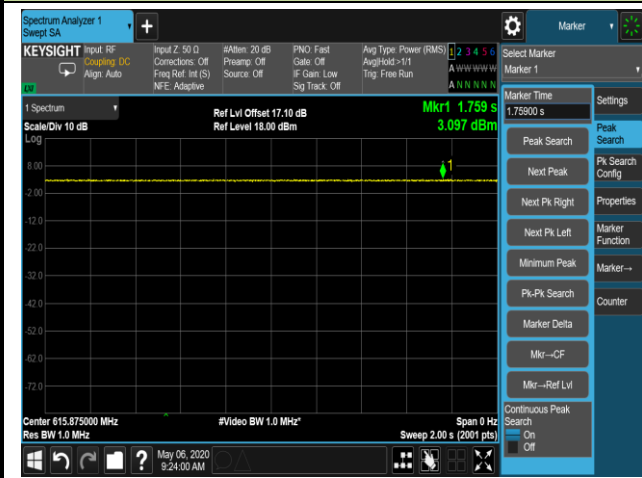 Spectrum Analyzer 1
Swept SA
+
Marker
KEYSIGHT
Input: RF
Coupling: DC
Align: Auto
Input Z: 50 Ω
Corrections: Off
Freq Ref: Int (S)
NFE: Adaptive
#Atten: 20 dB
Preamp: Off
Source: Off
PNO: Fast
Gate: Off
IF Gain: Low
Sig Track: Off
Avg Type: Power (RMS)
Avg|Hold:>1/1
Trig: Free Run
1 2 3 4 5 6
A W W W W W
A N N N N N
LXI
Select Marker
Marker 1
1 Spectrum
Scale/Div 10 dB
Log
Ref Lvl Offset 17.10 dB
Ref Level 18.00 dBm
Mkr1 1.759 s
3.097 dBm
1
8.00
-2.00
-12.0
-22.0
-32.0
-42.0
-52.0
-62.0
-72.0
Center 615.875000 MHz
Res BW 1.0 MHz
#Video BW 1.0 MHz*
Span 0 Hz
Sweep 2.00 s (2001 pts)
Marker Time
1.75900 s
Peak Search
Next Peak
Next Pk Right
Next Pk Left
Minimum Peak
Pk-Pk Search
Marker Delta
Mkr→CF
Mkr→Ref Lvl
Continuous Peak
Search
On
Off
Settings
Peak
Search
Pk Search
Config
Properties
Marker
Function
Marker→
Counter
?
May 06, 2020
9:24:00 AM